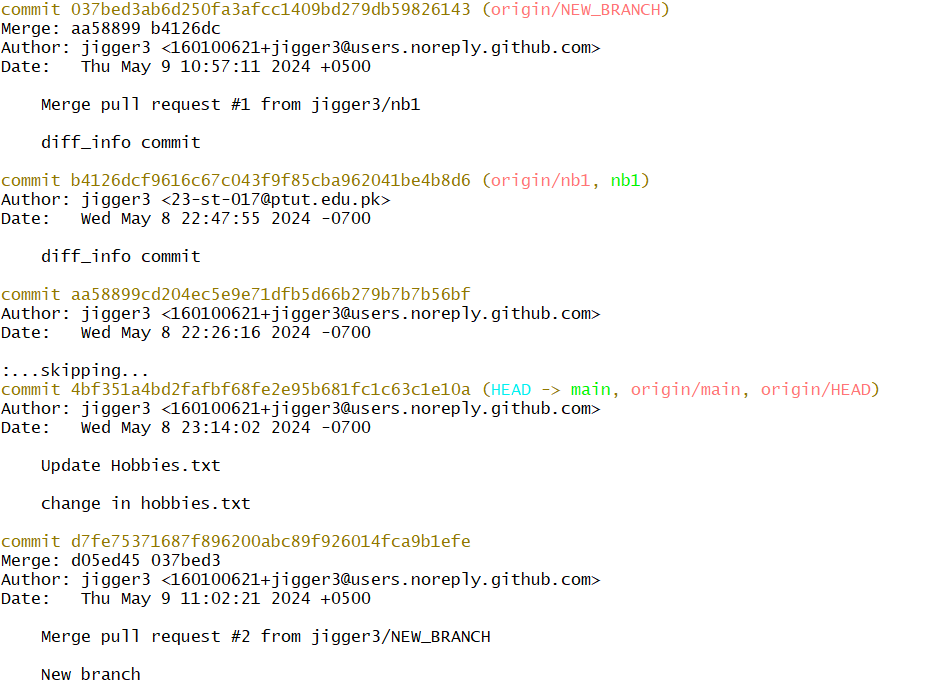 commit 037bed3ab6d250fa3afcc1409bd279db59826143 (origin/NEW_BRANCH)
Merge: aa58899 b4126dc
Author: jigger3 <160100621+jigger3@users.noreply.github.com>
Date:   Thu May 9 10:57:11 2024 +0500
Merge pull request #1 from jigger3/nb1
diff_info commit
commit b4126dcf9616c67c043f9f85cba962041be4b8d6 (origin/nb1, nb1)
Author: jigger3 <23-st-017@ptut.edu.pk>
Date:   Wed May 8 22:47:55 2024 -0700
diff_info commit
commit aa58899cd204ec5e9e71dfb5d66b279b7b7b56bf
Author: jigger3 <160100621+jigger3@users.noreply.github.com>
Date:   Wed May 8 22:26:16 2024 -0700
:...skipping...
commit 4bf351a4bd2fafbf68fe2e95b681fc1c63c1e10a (HEAD -> main, origin/main, origin/HEAD)
Author: jigger3 <160100621+jigger3@users.noreply.github.com>
Date:   Wed May 8 23:14:02 2024 -0700
Update Hobbies.txt
change in hobbies.txt
commit d7fe75371687f896200abc89f926014fca9b1efe
Merge: d05ed45 037bed3
Author: jigger3 <160100621+jigger3@users.noreply.github.com>
Date:   Thu May 9 11:02:21 2024 +0500
Merge pull request #2 from jigger3/NEW_BRANCH
New branch